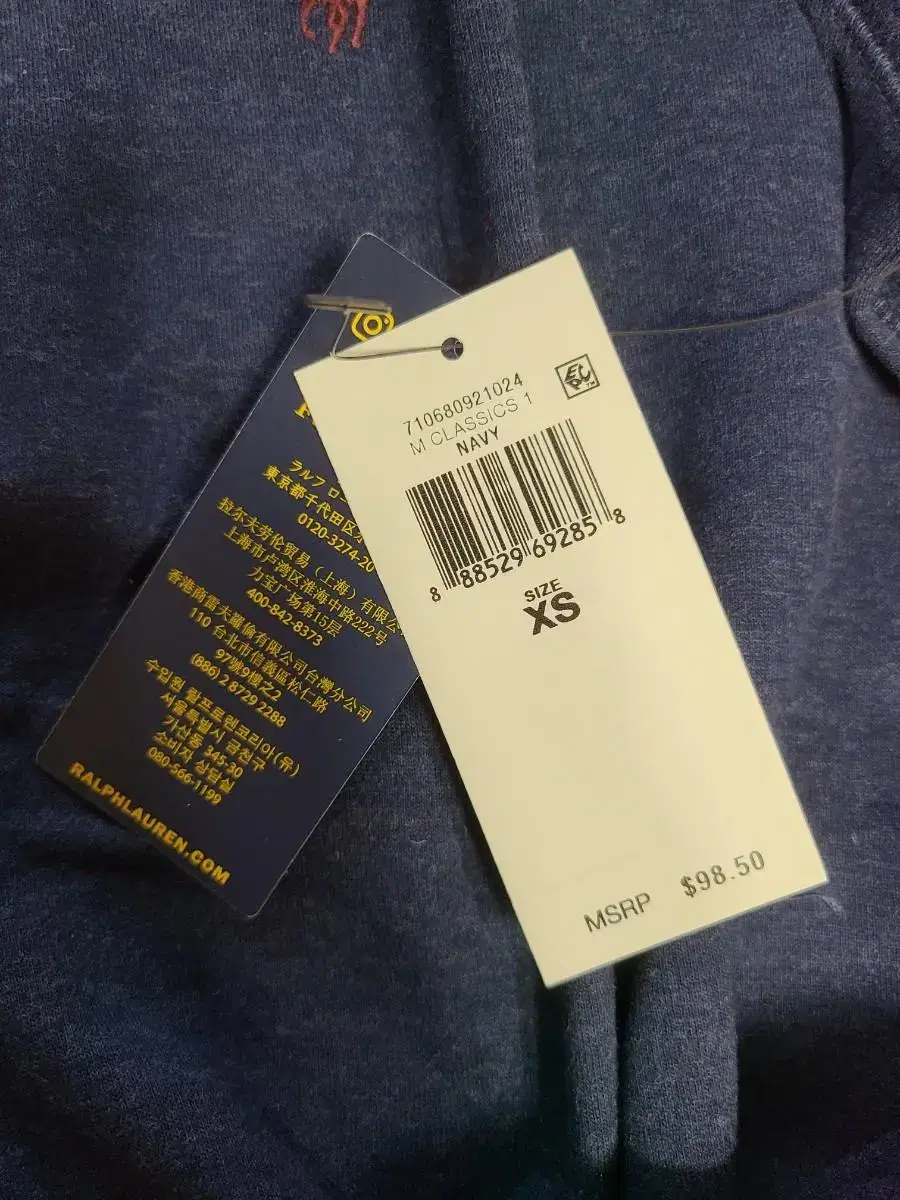 710680921024
M CLASSICS 1
NAVY
8 88529 69285 8
SIZE
XS
MSRP $98.50
ラルフ ロ
東京都千代田区
0120-3274-20
拉尔夫劳伦贸易（上海）有限公
上海市卢湾区淮海中路222号
力宝广场第15层
400-842-8373
香港商雷夫羅倫有限公司台灣分公司
110 台北市信義區松仁路
97號9樓之2
(886) 2 8729 2288
수입원 랄프로렌코리아(유)
서울특별시 금천구
가산동 345-30
소비자 상담실
080-566-1199
RALPHLAUREN.COM